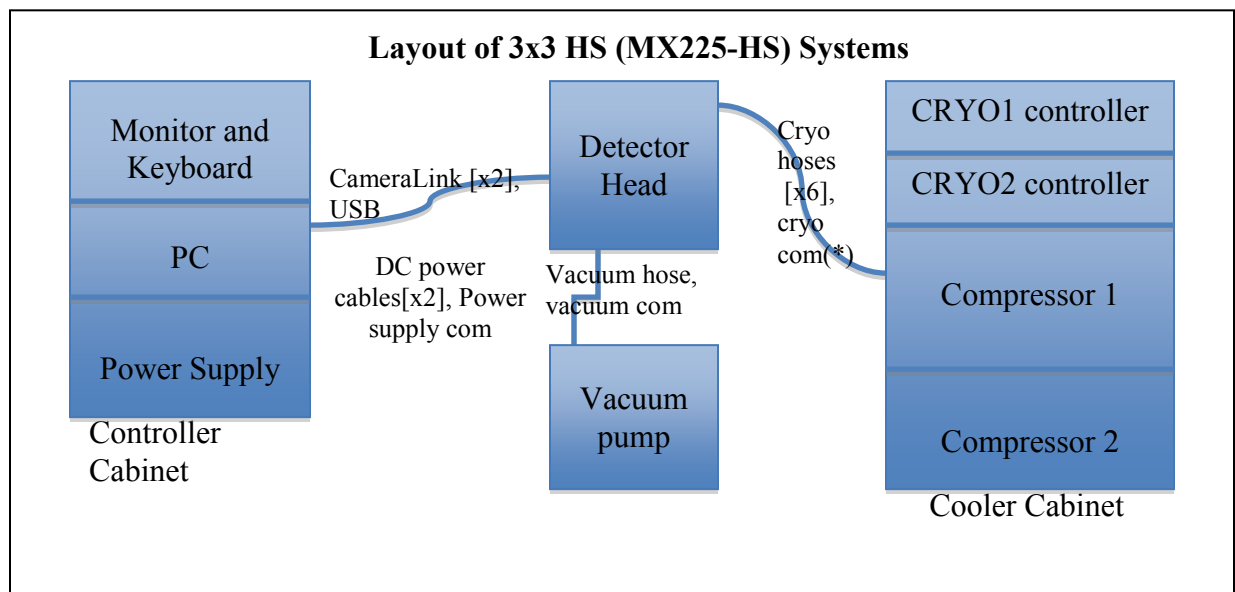 Layout of 3x3 HS (MX225-HS) Systems
Monitor and
Keyboard
PC
Power Supply
Controller
Cabinet
CameraLink [x2],
USB
DC power
cables[x2], Power
supply com
Detector
Head
Vacuum hose,
vacuum com
Vacuum
pump
Cryo
hoses
[x6],
cryo
com(*)
CRYO1 controller
CRYO2 controller
Compressor 1
Compressor 2
Cooler Cabinet